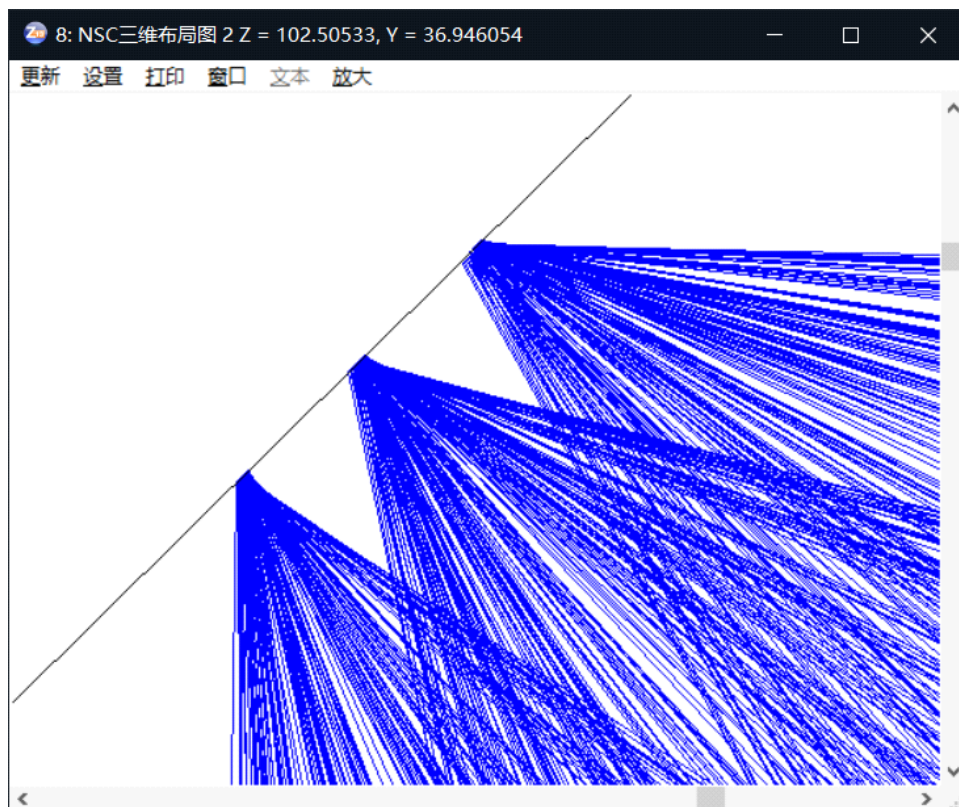 8: NSC三维布局图 2 Z = 102.50533, Y = 36.946054
更新 设置 打印 窗口 文本 放大